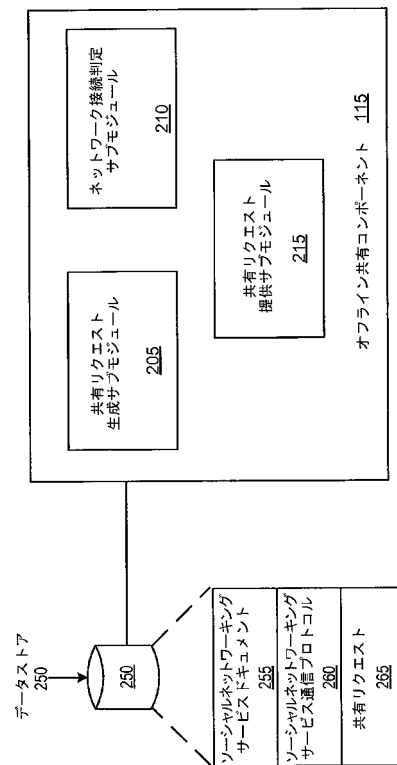 データストア
250
250
ソーシャルネットワーキング
サービスドキュメント
255
ソーシャルネットワーキング
サービス通信プロトコル
260
共有リクエスト
265
共有リクエスト
生成サブモジュール
205
ネットワーク接続判定
サブモジュール
210
共有リクエスト
提供サブモジュール
215
オフライン共有コンポーネント 115